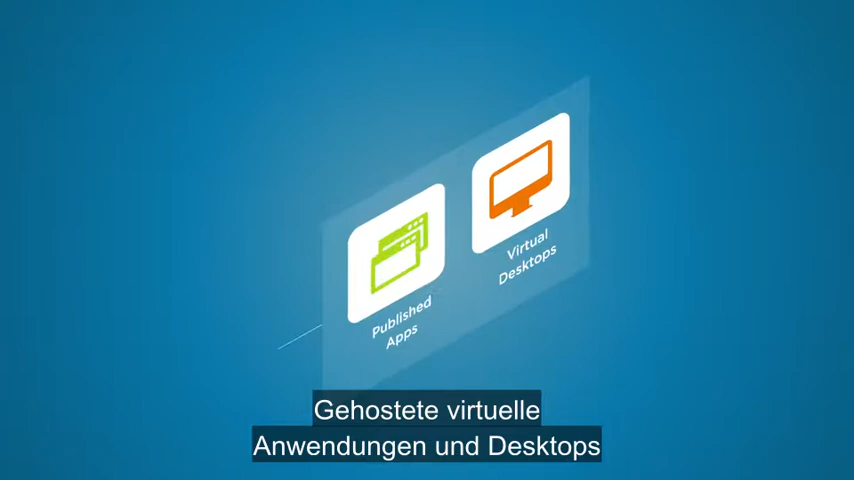 Published
Apps
Virtual
Desktops
Gehostete virtuelle
Anwendungen und Desktops